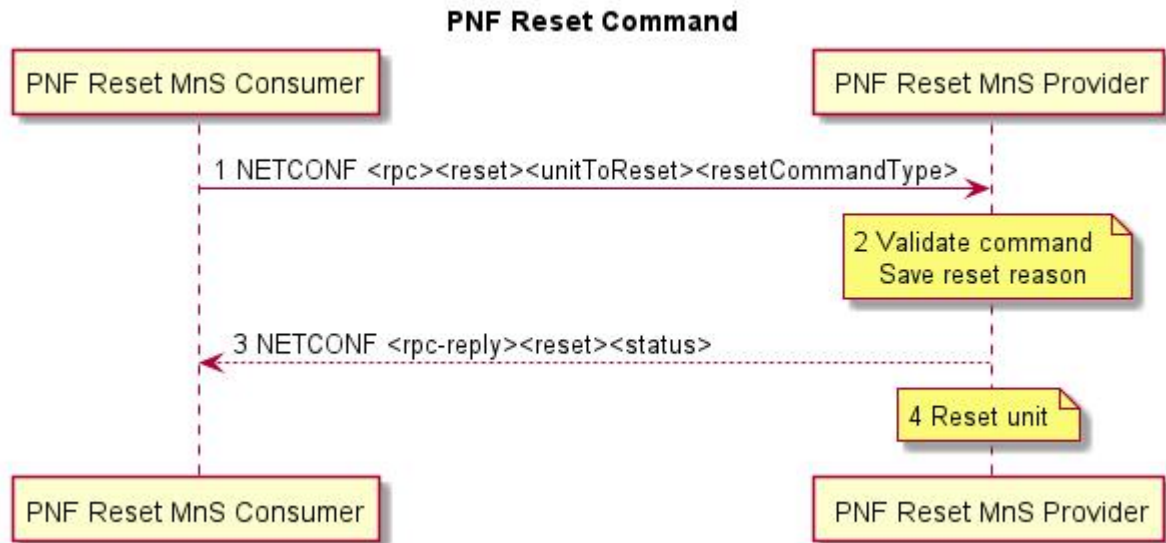 PNF Reset Command
PNF Reset MnS Consumer
PNF Reset MnS Provider
1 NETCONF <rpc><reset><unitToReset><resetCommandType>
2 Validate command
Save reset reason
3 NETCONF <rpc-reply><reset><status>
4 Reset unit
PNF Reset MnS Consumer
PNF Reset MnS Provider